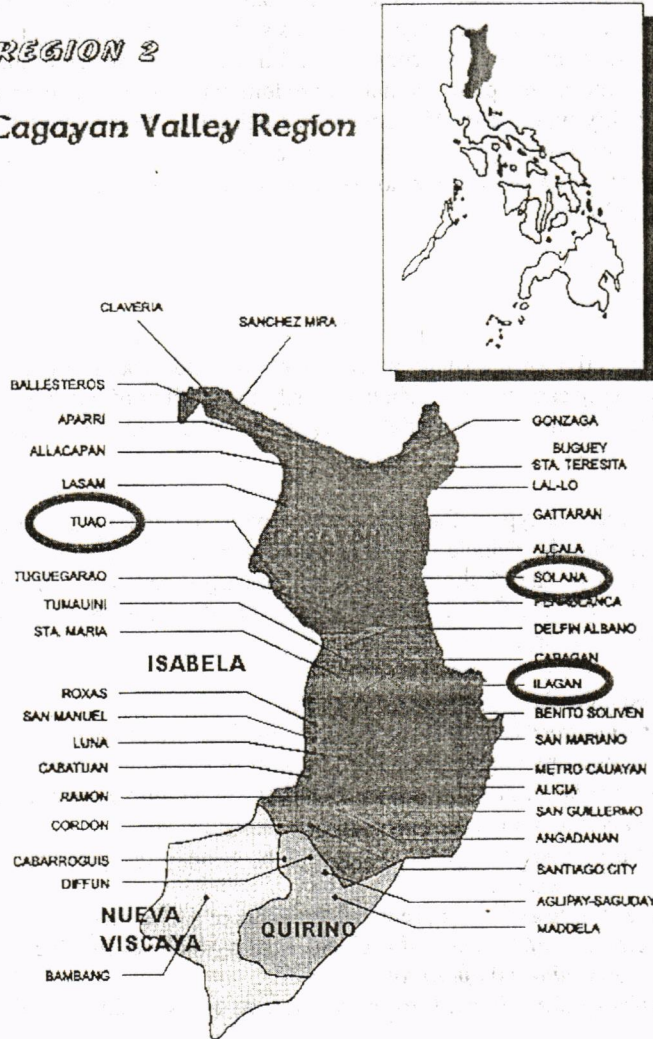 REGION 2
Cagayan Valley Region
CLAVERIA
SANCHEZ MIRA
BALLESTEROS
APARRI
ALLACAPAN
LASAM
TUAO
TUGUEGARAO
TUMAUINI
STA. MARIA
ISABELA
ROXAS
SAN MANUEL
LUNA
CABATUAN
RAMON
CORDON
CABARROGUIS
DIFFUN
NUEVA
VISCAYA
BAMBANG
QUIRINO
CAGAYAN
GONZAGA
BUGUEY
STA. TERESITA
LAL-LO
GATTARAN
ALCALA
SOLANA
PENABLANCA
DELFIN ALBANO
CABAGAN
ILAGAN
BENITO SOLIVEN
SAN MARIANO
METRO CAUAYAN
ALICIA
SAN GUILLERMO
ANGADANAN
SANTIAGO CITY
AGLIPAY-SAGUDAY
MADDELA